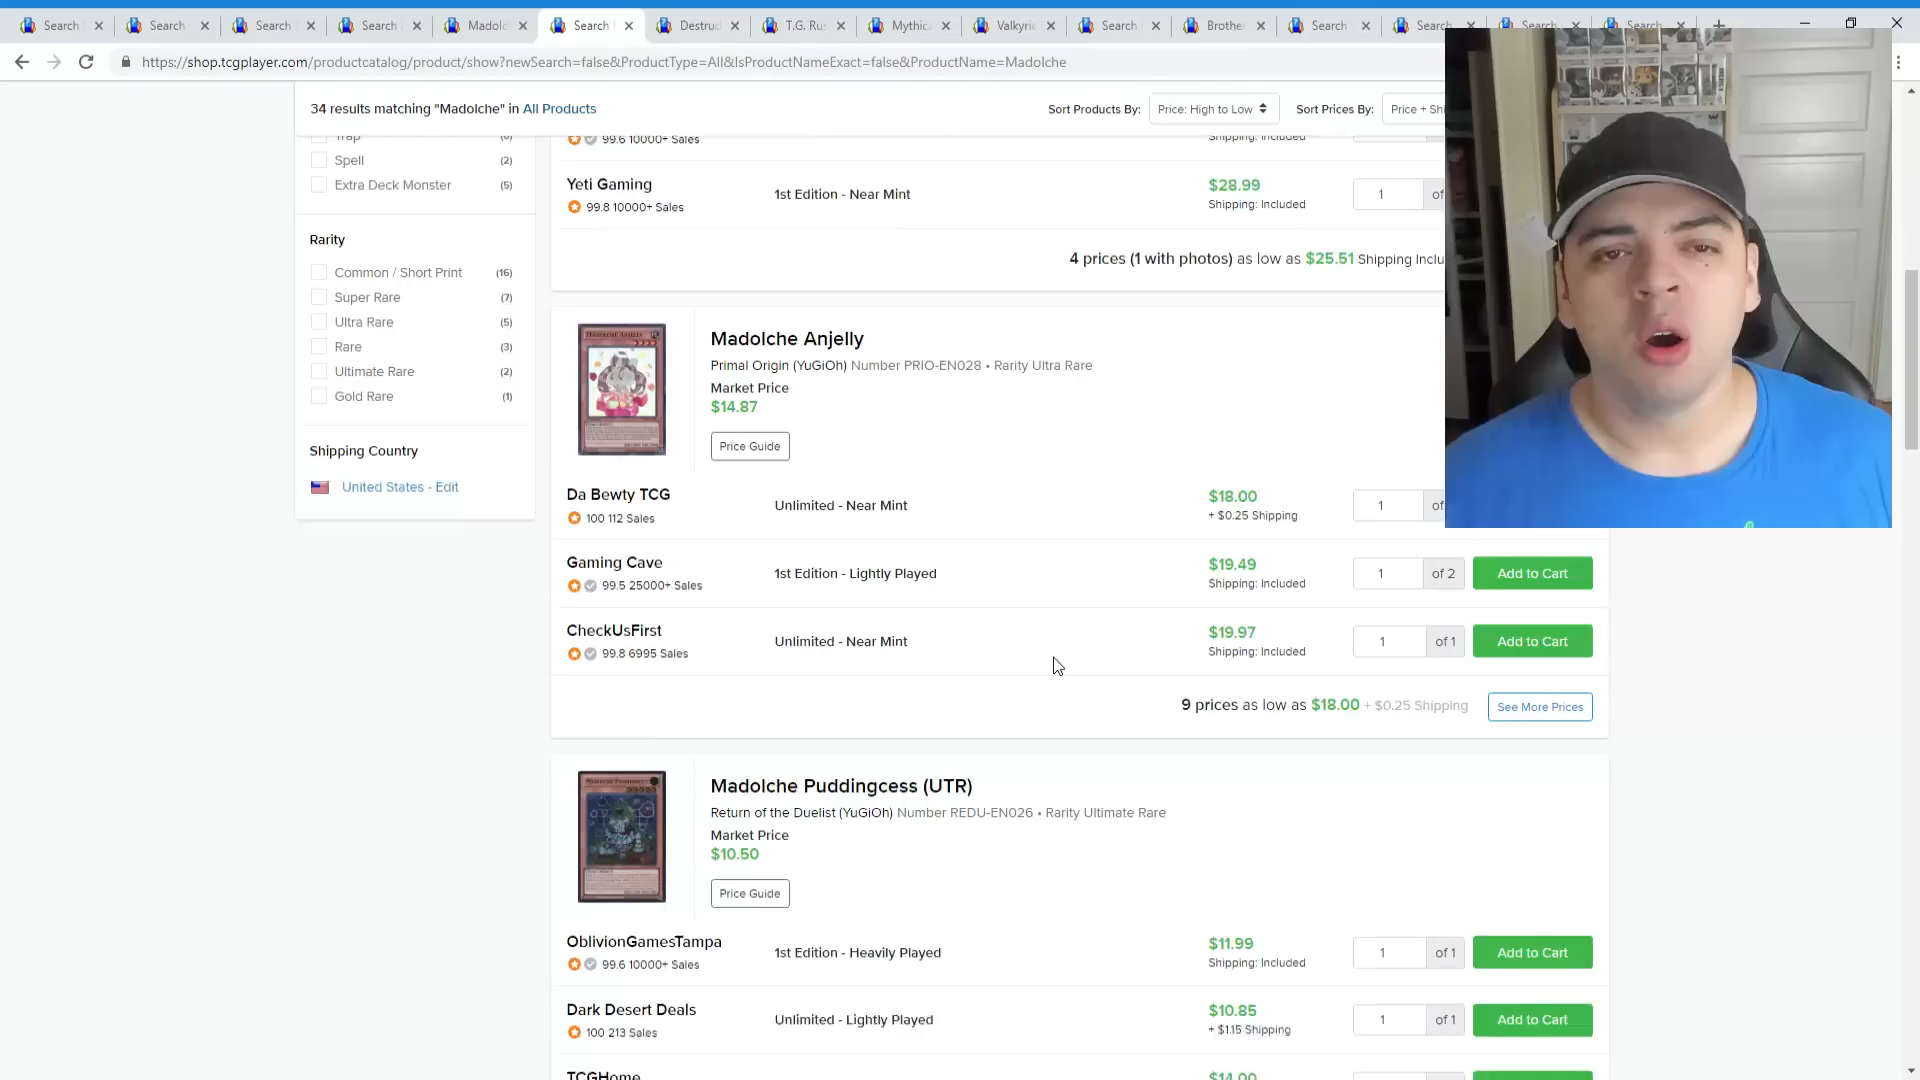 Search
Search
Search
Search
Madolc
Search
Destruc
T.G. Rus
Mythica
Valkyrie
Search
Brother
Search
Search
Search
Search
https://shop.tcgplayer.com/productcatalog/product/show?newSearch=false&ProductType=All&IsProductNameExact=false&ProductName=Madolche
34 results matching "Madolche" in All Products
Sort Products By: Price: High to Low
Sort Prices By: Price + Shi
Trap
Spell (2)
Extra Deck Monster (5)
Rarity
Common / Short Print (16)
Super Rare (7)
Ultra Rare (5)
Rare (3)
Ultimate Rare (2)
Gold Rare (1)
Shipping Country
United States - Edit
99.6 10000+ Sales
Shipping: Included
Yeti Gaming
99.8 10000+ Sales
1st Edition - Near Mint
$28.99
Shipping: Included
1 of
4 prices (1 with photos) as low as $25.51 Shipping Inclu
Madolche Anjelly
Primal Origin (YuGiOh) Number PRIO-EN028 • Rarity Ultra Rare
Market Price
$14.87
Price Guide
Da Bewty TCG
100 112 Sales
Unlimited - Near Mint
$18.00
+ $0.25 Shipping
1 of
Gaming Cave
99.5 25000+ Sales
1st Edition - Lightly Played
$19.49
Shipping: Included
1 of 2
Add to Cart
CheckUsFirst
99.8 6995 Sales
Unlimited - Near Mint
$19.97
Shipping: Included
1 of 1
Add to Cart
9 prices as low as $18.00 + $0.25 Shipping
See More Prices
Madolche Puddingcess (UTR)
Return of the Duelist (YuGiOh) Number REDU-EN026 • Rarity Ultimate Rare
Market Price
$10.50
Price Guide
OblivionGamesTampa
99.6 10000+ Sales
1st Edition - Heavily Played
$11.99
Shipping: Included
1 of 1
Add to Cart
Dark Desert Deals
100 213 Sales
Unlimited - Lightly Played
$10.85
+ $1.15 Shipping
1 of 1
Add to Cart
TCGHome
$14.00